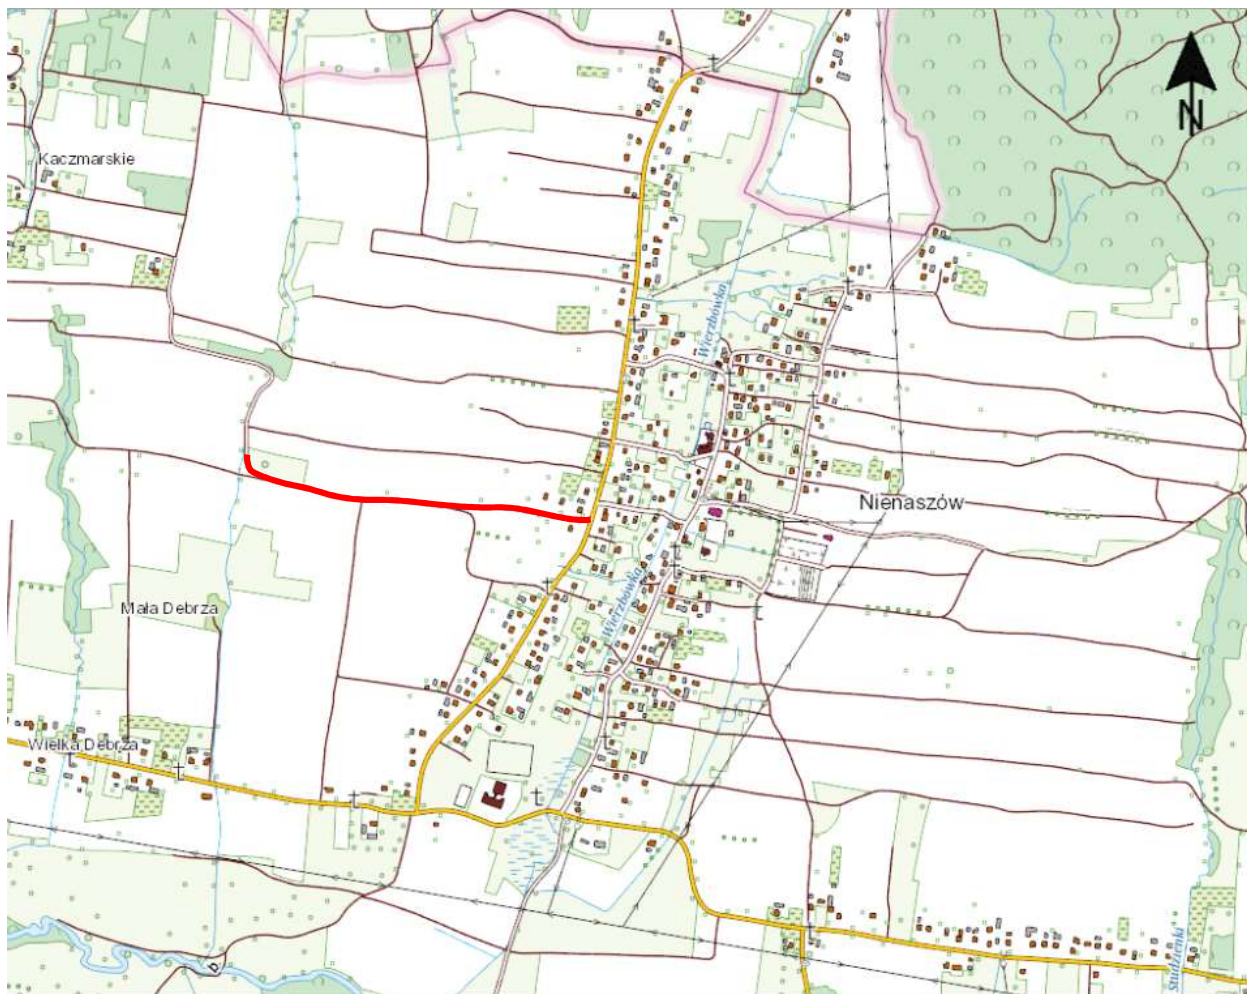 N
Kaczmarskie
Wierzbówka
Nienaszów
Wierzbówka
Mała Debrza
Wielka Debrza
Studzienki
b.